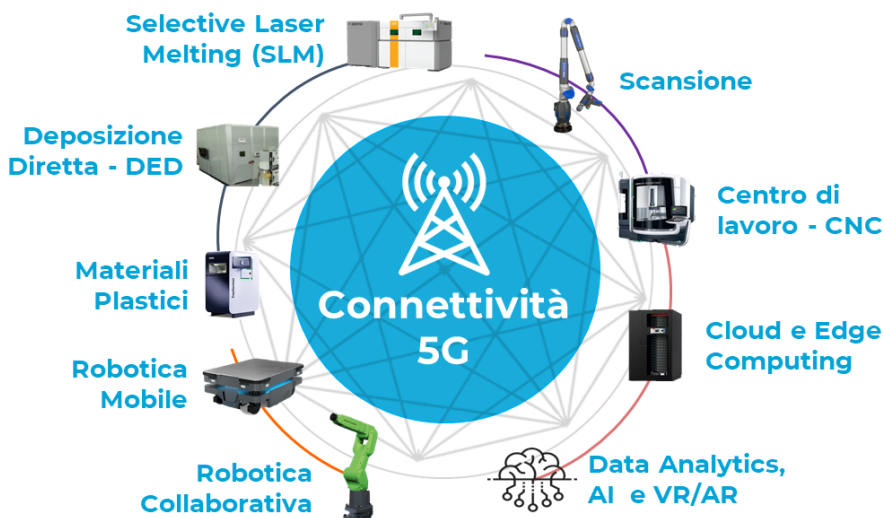 Selective Laser
Melting (SLM)
Scansione
Deposizione
Diretta - DED
Centro di
lavoro - CNC
Materiali
Plastici
Connettività
5G
Cloud e Edge
Computing
Robotica
Mobile
Robotica
Collaborativa
Data Analytics,
AI e VR/AR